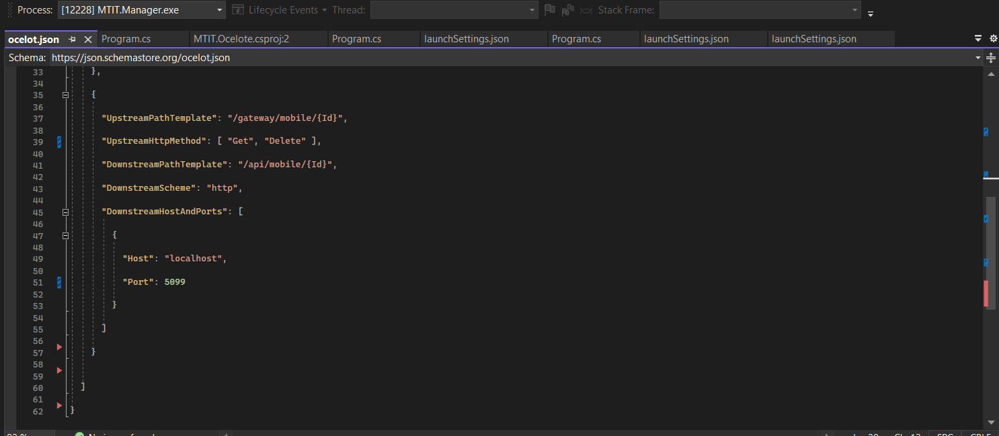 Process: [12228] MTIT.Manager.exe Lifecycle Events Thread: Stack Frame:
ocelot.json Program.cs MTIT.Ocelote.csproj:2 Program.cs launchSettings.json Program.cs launchSettings.json launchSettings.json
Schema: https://json.schemastore.org/ocelot.json
33 },
34
35 {
36
37 "UpstreamPathTemplate": "/gateway/mobile/{Id}",
38
39 "UpstreamHttpMethod": [ "Get", "Delete" ],
40
41 "DownstreamPathTemplate": "/api/mobile/{Id}",
42
43 "DownstreamScheme": "http",
44
45 "DownstreamHostAndPorts": [
46
47 {
48
49 "Host": "localhost",
50
51 "Port": 5099
52
53 }
54
55 ]
56
57 }
58
59
60 ]
61
62 }